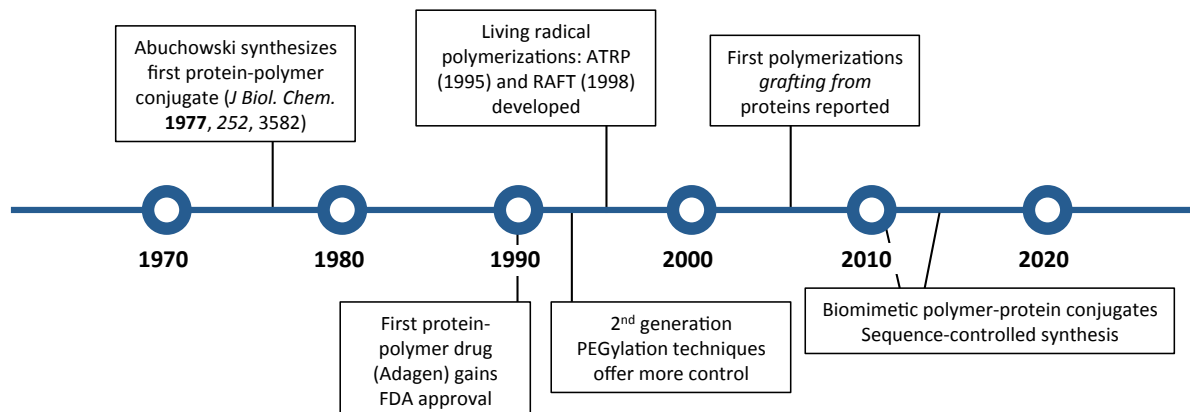 Abuchowski synthesizes
first protein-polymer
conjugate (J Biol. Chem.
1977, 252, 3582)
Living radical
polymerizations: ATRP
(1995) and RAFT (1998)
developed
First polymerizations
grafting from
proteins reported
1970
1980
1990
2000
2010
2020
First protein-
polymer drug
(Adagen) gains
FDA approval
2nd generation
PEGylation techniques
offer more control
Biomimetic polymer-protein conjugates
Sequence-controlled synthesis